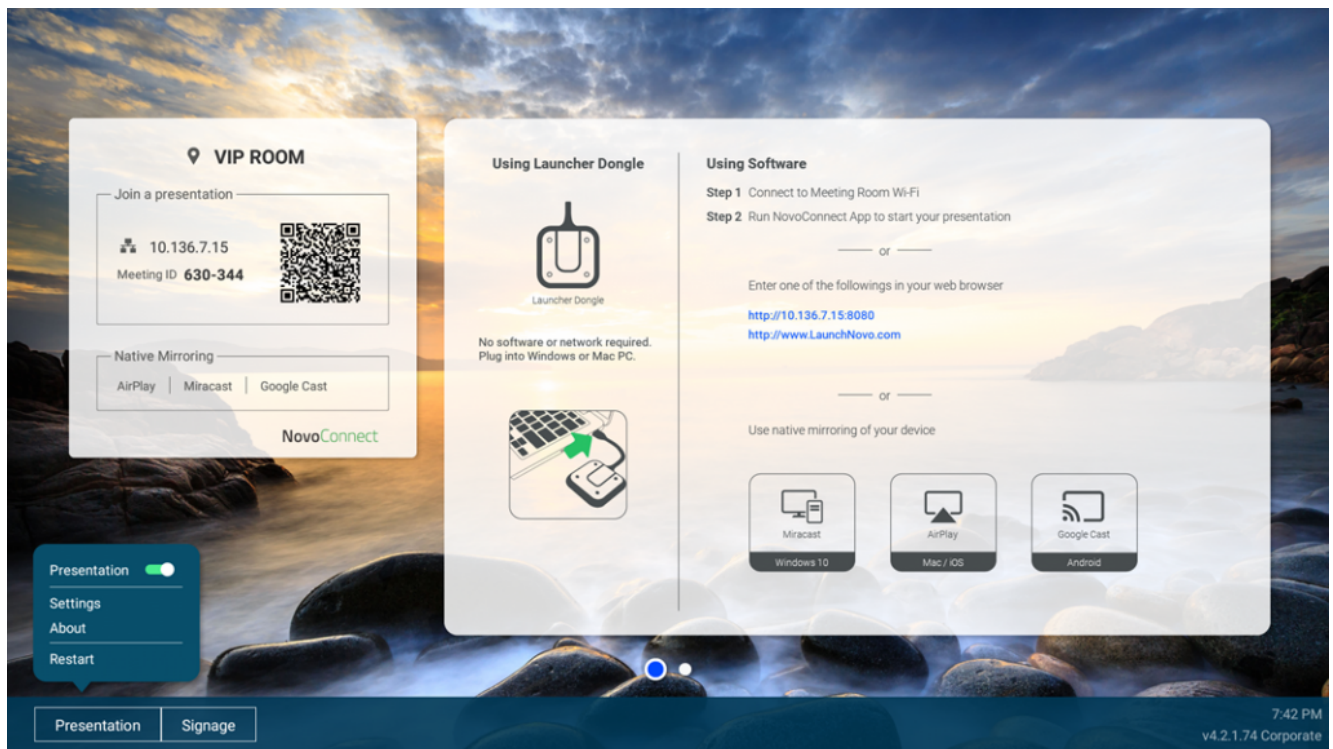 VIP ROOM
Join a presentation
10.136.7.15
Meeting ID 630-344
Native Mirroring
AirPlay | Miracast | Google Cast
NovoConnect
Using Launcher Dongle
Launcher Dongle
No software or network required.
Plug into Windows or Mac PC.
Using Software
Step 1 Connect to Meeting Room Wi-Fi
Step 2 Run NovoConnect App to start your presentation
or
Enter one of the followings in your web browser
http://10.136.7.15:8080
http://www.LaunchNovo.com
or
Use native mirroring of your device
Miracast
Windows 10
AirPlay
Mac / iOS
Google Cast
Android
Presentation
Settings
About
Restart
Presentation
Signage
7:42 PM
v4.2.1.74 Corporate